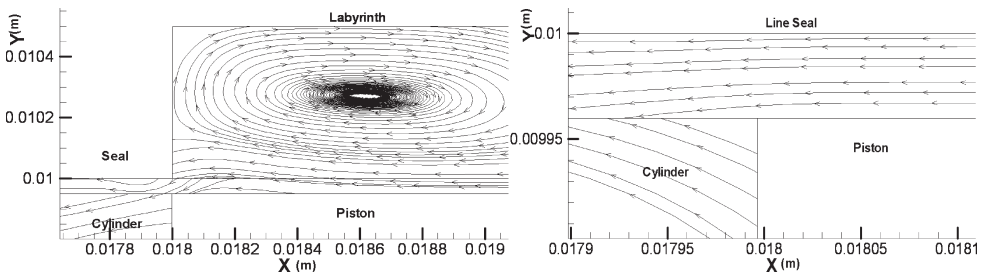 Labyrinth
Y(m)
0.0104
0.0102
0.01
Seal
Piston
Cylinder
0.0178 0.018 0.0182 0.0184 0.0186 0.0188 0.019
X (m)
Line Seal
Y(m)
0.01
0.00995
Cylinder
Piston
0.0179 0.01795 0.018 0.01805 0.0181
X (m)